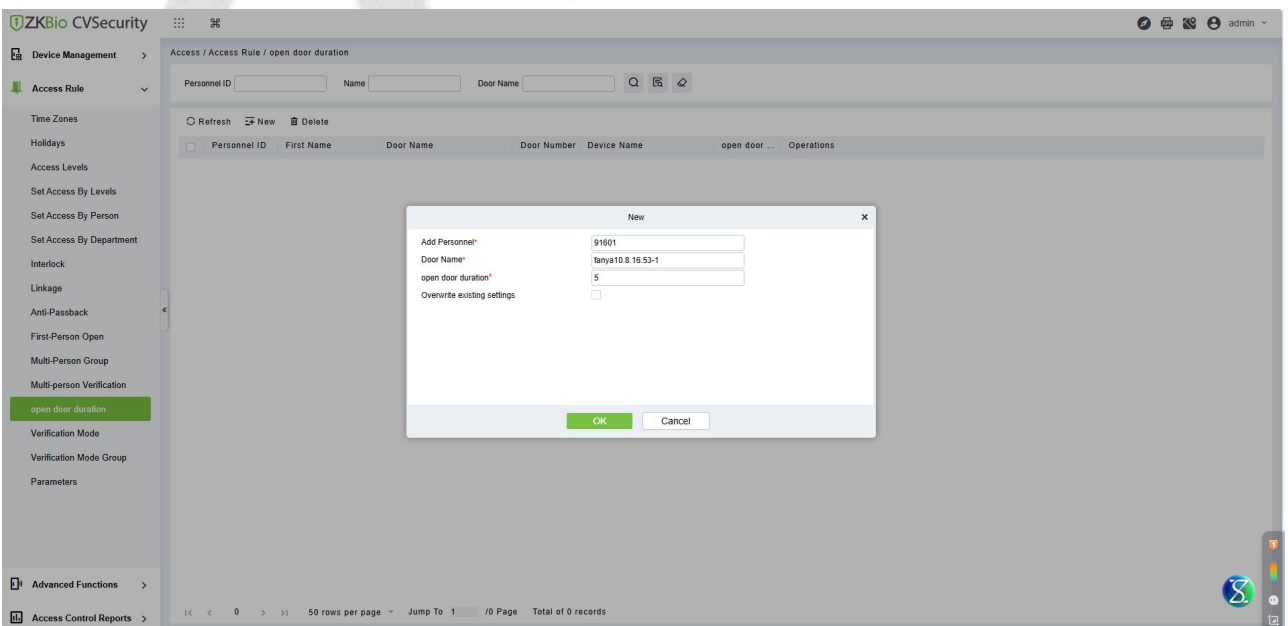 ZKBio CVSecurity
admin
Device Management
Access / Access Rule / open door duration
Access Rule
Personnel ID
Name
Door Name
Time Zones
Holidays
Access Levels
Set Access By Levels
Set Access By Person
Set Access By Department
Interlock
Linkage
Anti-Passback
First-Person Open
Multi-Person Group
Multi-person Verification
open door duration
Verification Mode
Verification Mode Group
Parameters
Advanced Functions
Access Control Reports
Refresh New Delete
Personnel ID First Name Door Name Door Number Device Name open door ... Operations
New
Add Personnel* 91601
Door Name* fanya10.8.16.53-1
open door duration* 5
Overwrite existing settings
OK Cancel
0 50 rows per page Jump To 1 /0 Page Total of 0 records